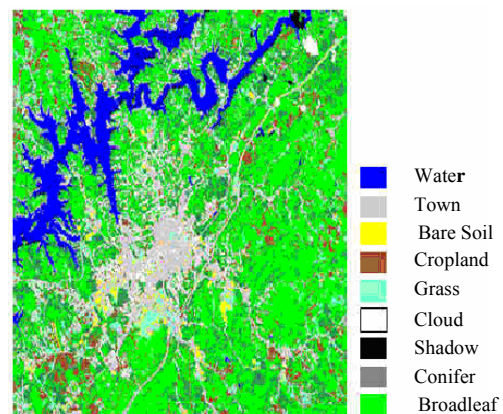 Water
Town
Bare Soil
Cropland
Grass
Cloud
Shadow
Conifer
Broadleaf